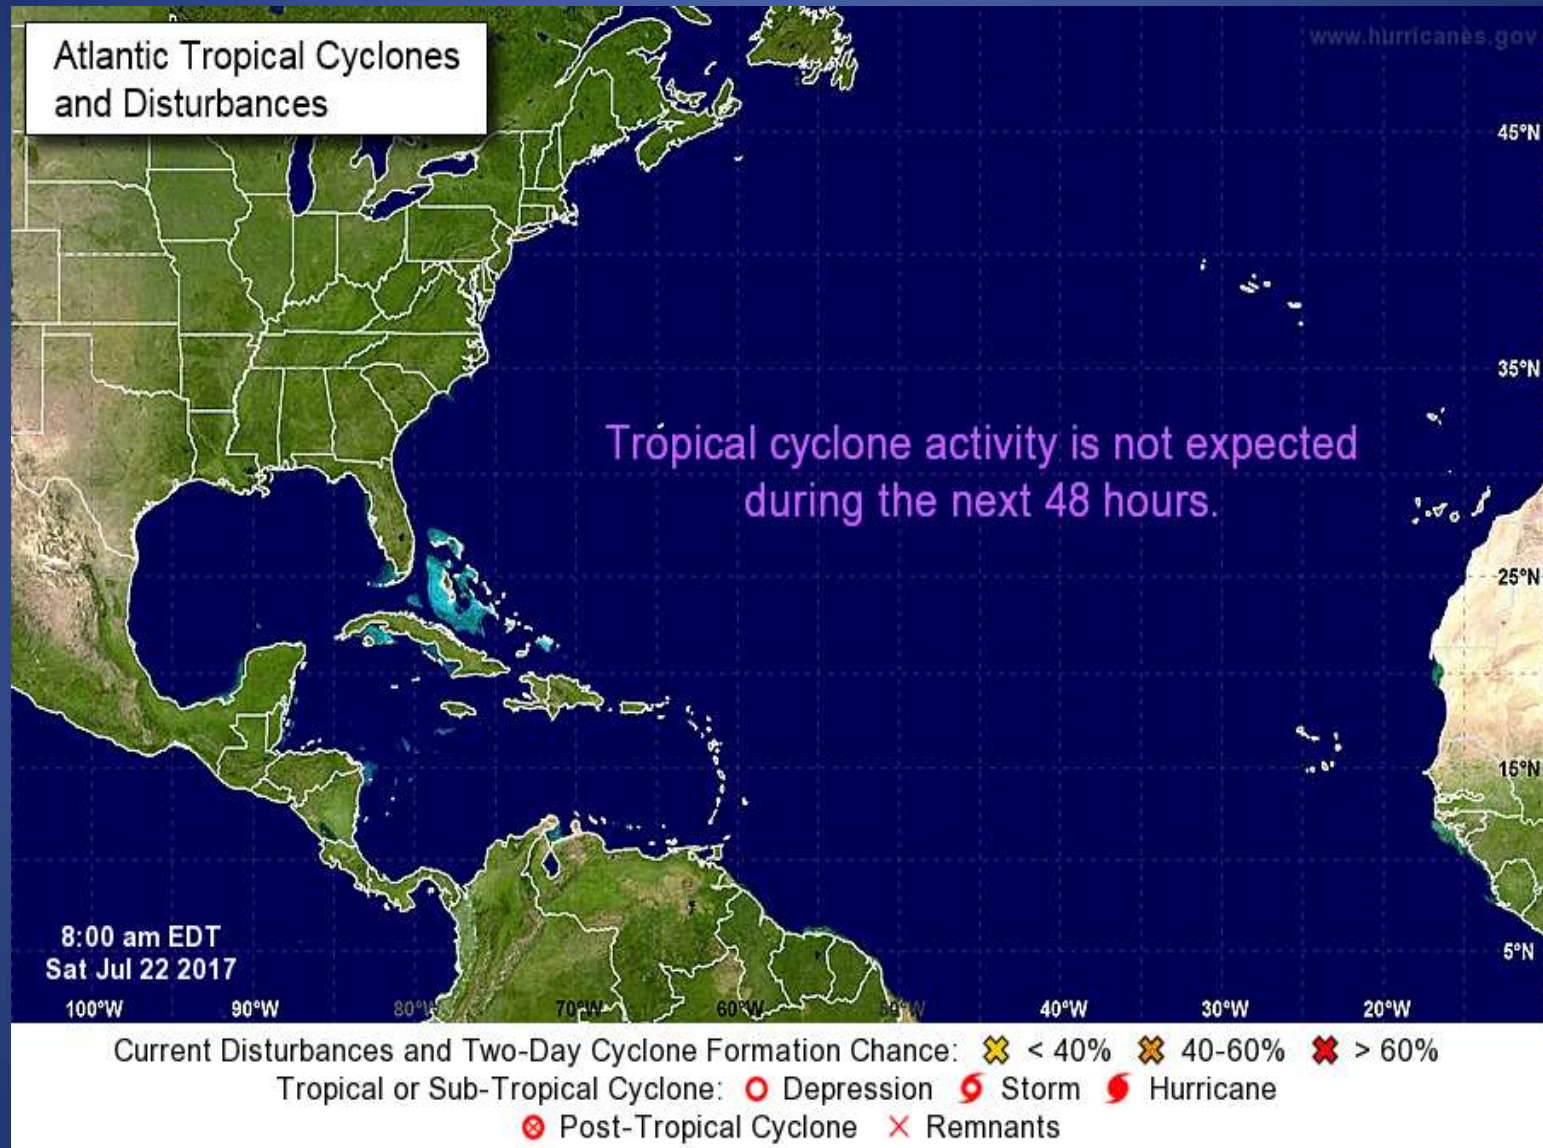 Atlantic Tropical Cyclones
and Disturbances
www.hurricanes.gov
45°N
35°N
Tropical cyclone activity is not expected
during the next 48 hours.
25°N
15°N
8:00 am EDT
Sat Jul 22 2017
5°N
100°W 90°W 80°W 70°W 60°W 50°W 40°W 30°W 20°W
Current Disturbances and Two-Day Cyclone Formation Chance: < 40% 40-60% > 60%
Tropical or Sub-Tropical Cyclone: Depression Storm Hurricane
Post-Tropical Cyclone Remnants